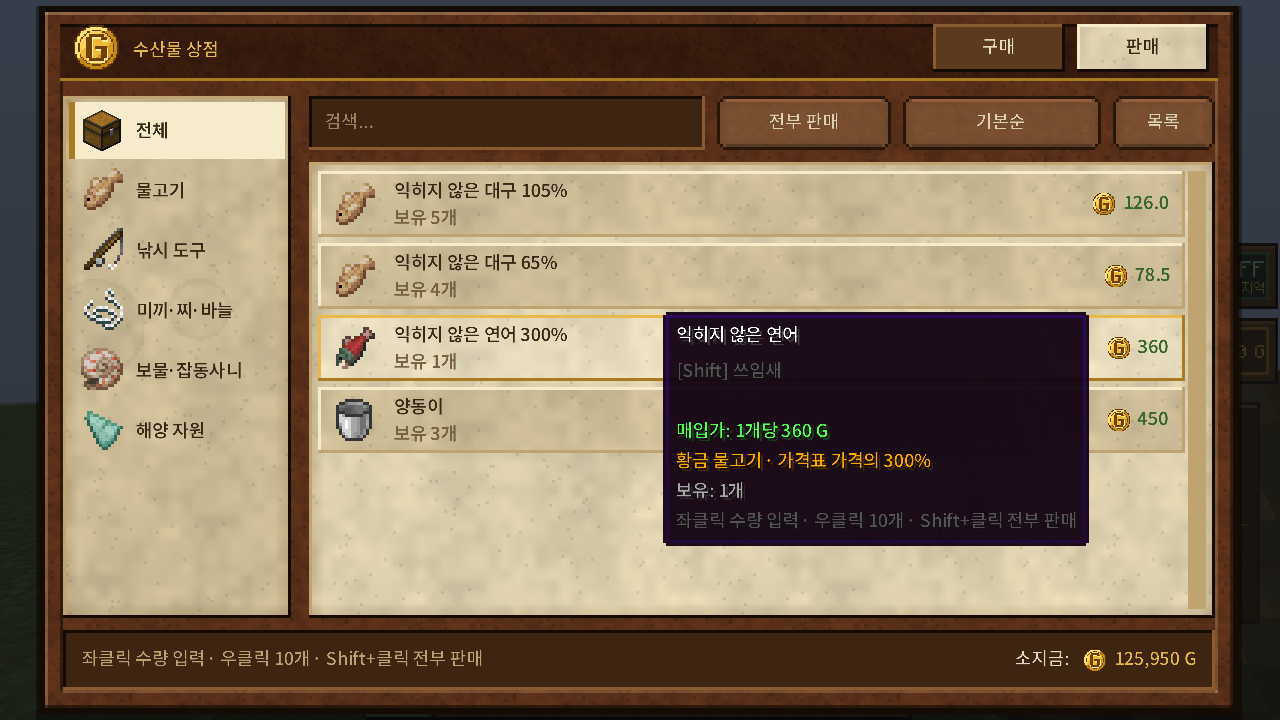 수산물 상점
구매
판매
전체
물고기
낚시 도구
미끼·찌·바늘
보물·잡동사니
해양 자원
검색...
전부 판매
기본순
목록
익히지 않은 대구 105%
보유 5개
126.0
익히지 않은 대구 65%
보유 4개
78.5
익히지 않은 연어 300%
보유 1개
360
양동이
보유 3개
450
익히지 않은 연어
[Shift] 쓰임새
매입가: 1개당 360 G
황금 물고기 · 가격표 가격의 300%
보유: 1개
좌클릭 수량 입력 · 우클릭 10개 · Shift+클릭 전부 판매
FF
지역
G
좌클릭 수량 입력 · 우클릭 10개 · Shift+클릭 전부 판매
소지금: 125,950 G